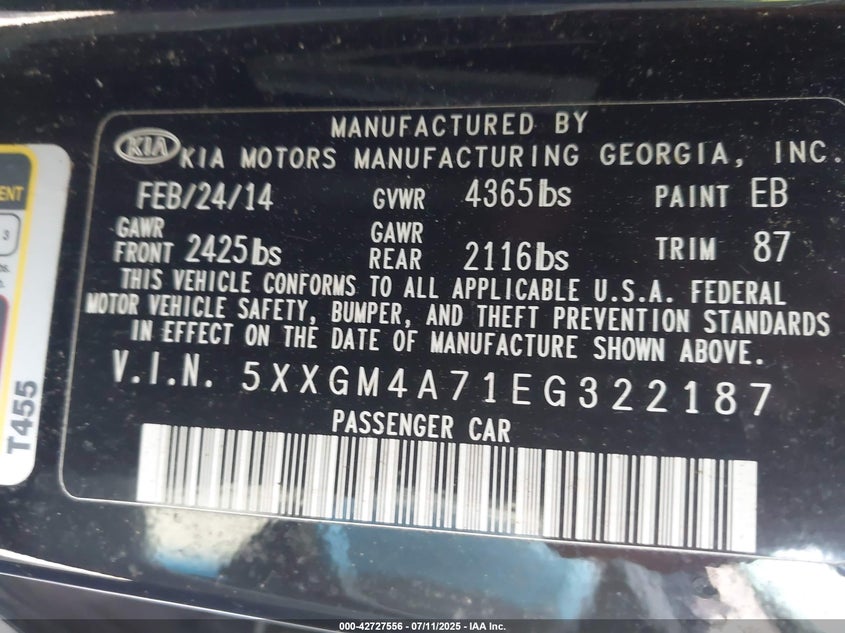 MANUFACTURED BY
KIA KIA MOTORS MANUFACTURING GEORGIA, INC.
FEB/24/14 GVWR 4365lbs PAINT EB
GAWR FRONT 2425lbs GAWR REAR 2116lbs TRIM 87
THIS VEHICLE CONFORMS TO ALL APPLICABLE U.S.A. FEDERAL
MOTOR VEHICLE SAFETY, BUMPER, AND THEFT PREVENTION STANDARDS
IN EFFECT ON THE DATE OF MANUFACTURE SHOWN ABOVE.
V.I.N. 5XXGM4A71EG322187
PASSENGER CAR
ENT
3
T455
000-42727556 - 07/11/2025 - IAA Inc.